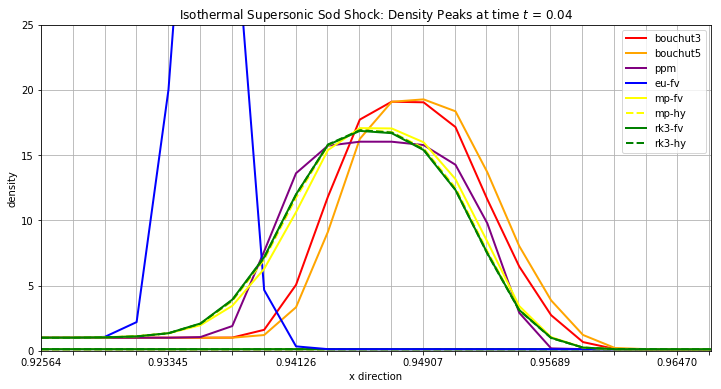 Isothermal Supersonic Sod Shock: Density Peaks at time t = 0.04
25
20
15
10
5
0
density
bouchut3
bouchut5
ppm
eu-fv
mp-fv
mp-hy
rk3-fv
rk3-hy
0.92564 0.93345 0.94126 0.94907 0.95689 0.96470
x direction